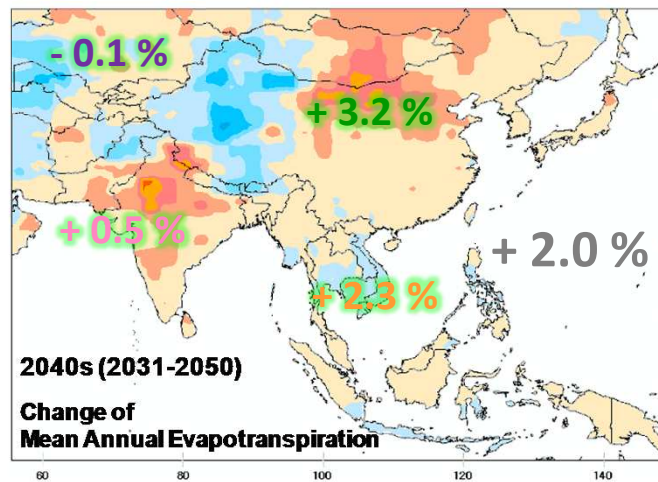 - 0.1 %
+ 3.2 %
+ 0.5 %
+ 2.0 %
+ 2.3 %
2040s (2031-2050)
Change of
Mean Annual Evapotranspiration
60 80 100 120 140